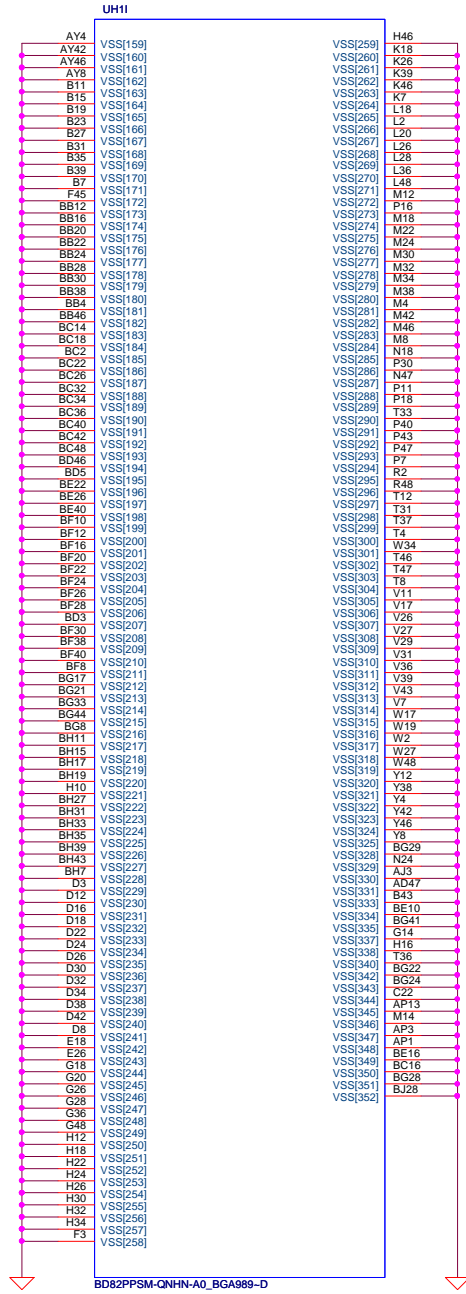 UH1I
AY4 VSS[159]
AY42 VSS[160]
AY46 VSS[161]
AY8 VSS[162]
B11 VSS[163]
B15 VSS[164]
B19 VSS[165]
B23 VSS[166]
B27 VSS[167]
B31 VSS[168]
B35 VSS[169]
B39 VSS[170]
B7 VSS[171]
F45 VSS[172]
BB12 VSS[173]
BB16 VSS[174]
BB20 VSS[175]
BB22 VSS[176]
BB24 VSS[177]
BB28 VSS[178]
BB30 VSS[179]
BB38 VSS[180]
BB4 VSS[181]
BB46 VSS[182]
BC14 VSS[183]
BC18 VSS[184]
BC2 VSS[185]
BC22 VSS[186]
BC26 VSS[187]
BC32 VSS[188]
BC34 VSS[189]
BC36 VSS[190]
BC40 VSS[191]
BC42 VSS[192]
BC48 VSS[193]
BD46 VSS[194]
BD5 VSS[195]
BE22 VSS[196]
BE26 VSS[197]
BE40 VSS[198]
BF10 VSS[199]
BF12 VSS[200]
BF16 VSS[201]
BF20 VSS[202]
BF22 VSS[203]
BF24 VSS[204]
BF26 VSS[205]
BF28 VSS[206]
BD3 VSS[207]
BF30 VSS[208]
BF38 VSS[209]
BF40 VSS[210]
BF8 VSS[211]
BG17 VSS[212]
BG21 VSS[213]
BG33 VSS[214]
BG44 VSS[215]
BG8 VSS[216]
BH11 VSS[217]
BH15 VSS[218]
BH17 VSS[219]
BH19 VSS[220]
H10 VSS[221]
BH27 VSS[222]
BH31 VSS[223]
BH33 VSS[224]
BH35 VSS[225]
BH39 VSS[226]
BH43 VSS[227]
BH7 VSS[228]
D3 VSS[229]
D12 VSS[230]
D16 VSS[231]
D18 VSS[232]
D22 VSS[233]
D24 VSS[234]
D26 VSS[235]
D30 VSS[236]
D32 VSS[237]
D34 VSS[238]
D38 VSS[239]
D42 VSS[240]
D8 VSS[241]
E18 VSS[242]
E26 VSS[243]
G18 VSS[244]
G20 VSS[245]
G26 VSS[246]
G28 VSS[247]
G36 VSS[248]
G48 VSS[249]
H12 VSS[250]
H18 VSS[251]
H22 VSS[252]
H24 VSS[253]
H26 VSS[254]
H30 VSS[255]
H32 VSS[256]
H34 VSS[257]
F3 VSS[258]
VSS[259] H46
VSS[260] K18
VSS[261] K26
VSS[262] K39
VSS[263] K46
VSS[264] K7
VSS[265] L18
VSS[266] L2
VSS[267] L20
VSS[268] L26
VSS[269] L28
VSS[270] L36
VSS[271] L48
VSS[272] M12
VSS[273] P16
VSS[274] M18
VSS[275] M22
VSS[276] M24
VSS[277] M30
VSS[278] M32
VSS[279] M34
VSS[280] M38
VSS[281] M4
VSS[282] M42
VSS[283] M46
VSS[284] M8
VSS[285] N18
VSS[286] P30
VSS[287] N47
VSS[288] P11
VSS[289] P18
VSS[290] T33
VSS[291] P40
VSS[292] P43
VSS[293] P47
VSS[294] P7
VSS[295] R2
VSS[296] R48
VSS[297] T12
VSS[298] T31
VSS[299] T37
VSS[300] T4
VSS[301] W34
VSS[302] T46
VSS[303] T47
VSS[304] T8
VSS[305] V11
VSS[306] V17
VSS[307] V26
VSS[308] V27
VSS[309] V29
VSS[310] V31
VSS[311] V36
VSS[312] V39
VSS[313] V43
VSS[314] V7
VSS[315] W17
VSS[316] W19
VSS[317] W2
VSS[318] W27
VSS[319] W48
VSS[320] Y12
VSS[321] Y38
VSS[322] Y4
VSS[323] Y42
VSS[324] Y46
VSS[325] Y8
VSS[328] BG29
VSS[329] N24
VSS[330] AJ3
VSS[331] AD47
VSS[333] B43
VSS[334] BE10
VSS[335] BG41
VSS[337] G14
VSS[338] H16
VSS[340] T36
VSS[342] BG22
VSS[343] BG24
VSS[344] C22
VSS[345] AP13
VSS[346] M14
VSS[347] AP3
VSS[348] AP1
VSS[349] BE16
VSS[350] BC16
VSS[351] BG28
VSS[352] BJ28
BD82PPSM-QNHN-A0_BGA989~D